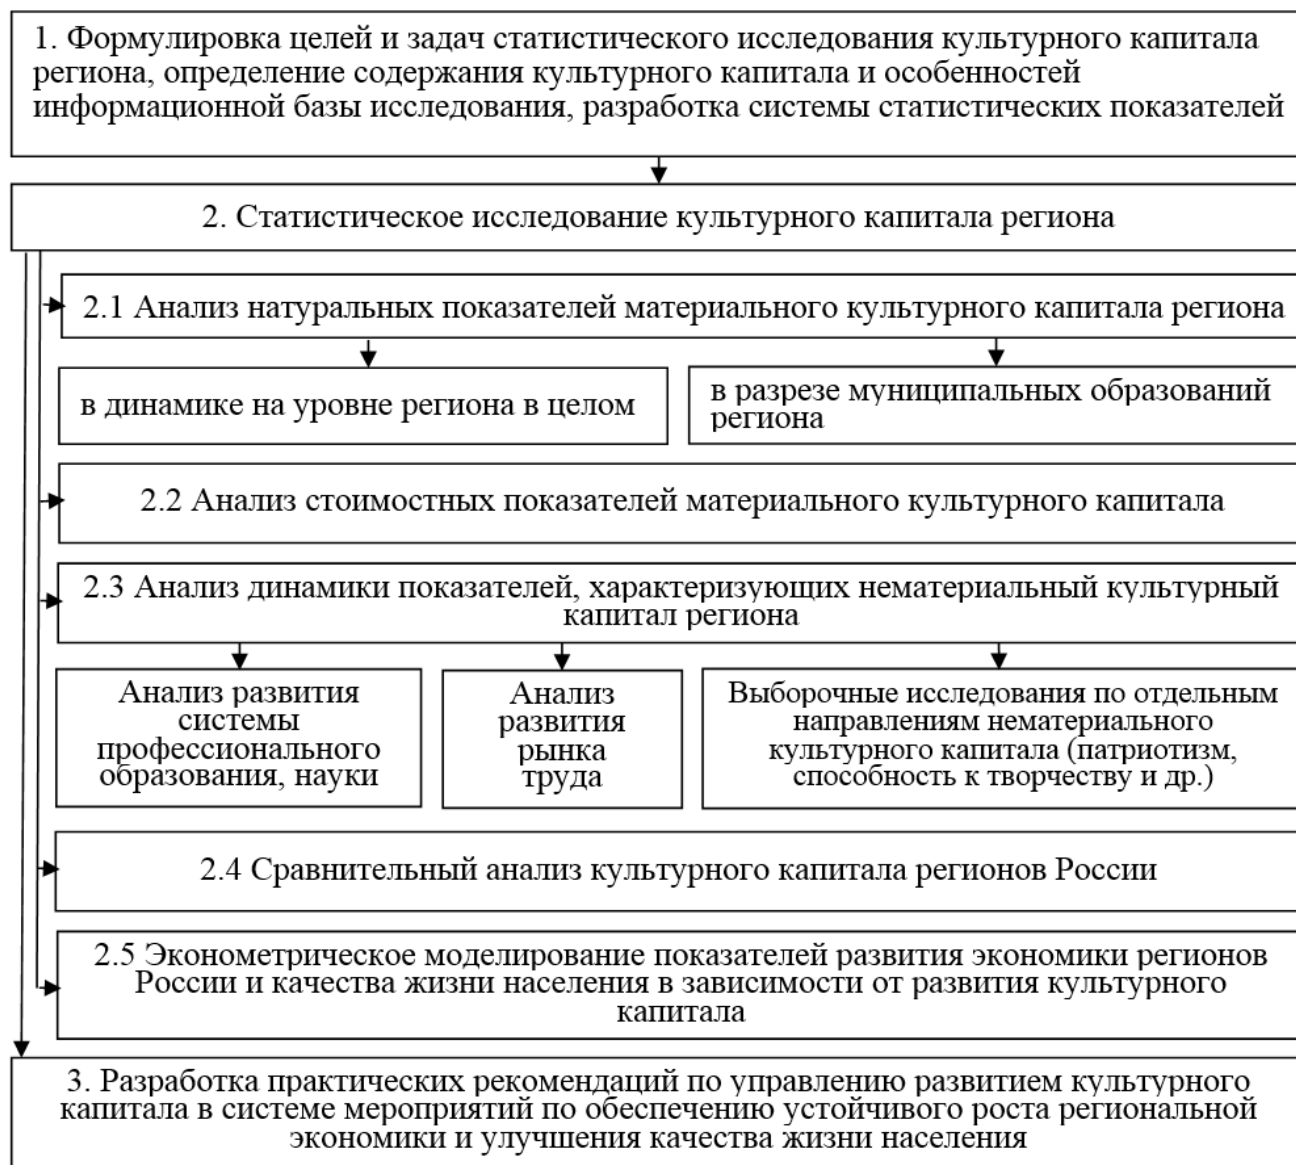 1. Формулировка целей и задач статистического исследования культурного капитала
региона, определение содержания культурного капитала и особенностей
информационной базы исследования, разработка системы статистических показателей
2. Статистическое исследование культурного капитала региона
2.1 Анализ натуральных показателей материального культурного капитала региона
в динамике на уровне региона в целом
в разрезе муниципальных образований
региона
2.2 Анализ стоимостных показателей материального культурного капитала
2.3 Анализ динамики показателей, характеризующих нематериальный культурный
капитал региона
Анализ развития
системы
профессионального
образования, науки
Анализ
развития
рынка
труда
Выборочные исследования по отдельным
направлениям нематериального
культурного капитала (патриотизм,
способность к творчеству и др.)
2.4 Сравнительный анализ культурного капитала регионов России
2.5 Эконометрическое моделирование показателей развития экономики регионов
России и качества жизни населения в зависимости от развития культурного
капитала
3. Разработка практических рекомендаций по управлению развитием культурного
капитала в системе мероприятий по обеспечению устойчивого роста региональной
экономики и улучшения качества жизни населения